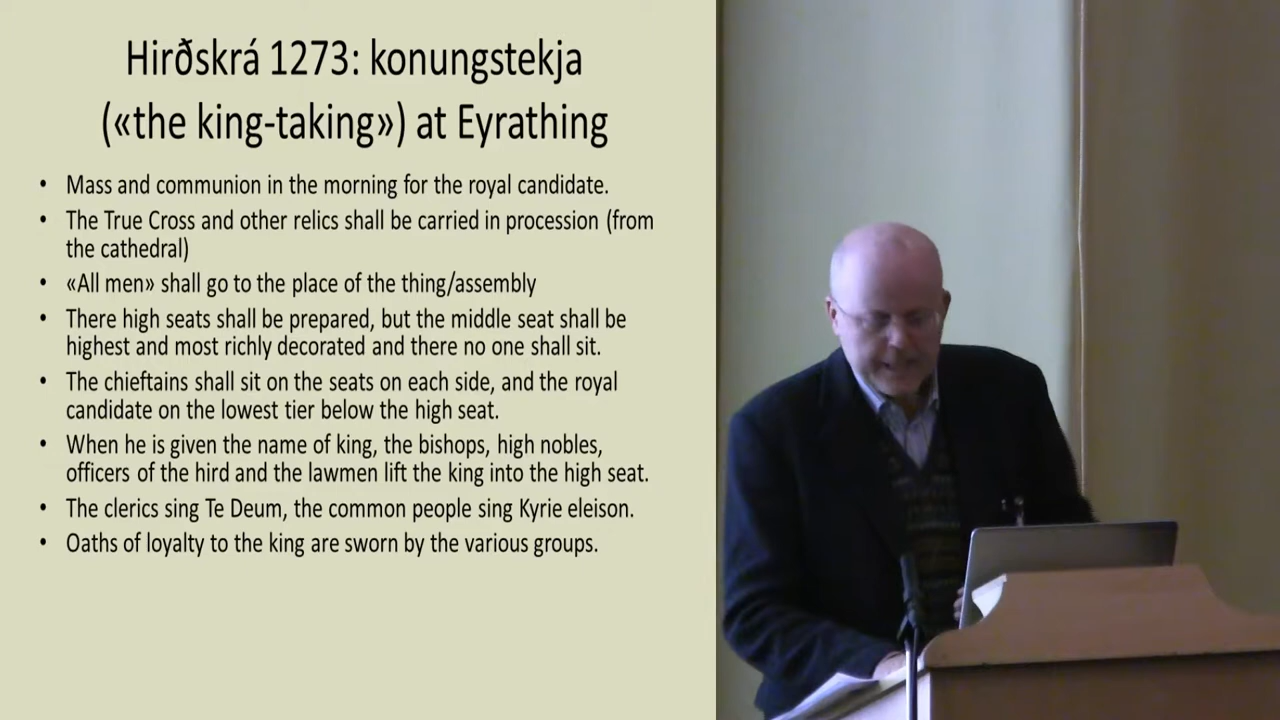 Hirðskrá 1273: konungstekja
(«the king-taking») at Eyrathing
• Mass and communion in the morning for the royal candidate.
• The True Cross and other relics shall be carried in procession (from
the cathedral)
• «All men» shall go to the place of the thing/assembly
• There high seats shall be prepared, but the middle seat shall be
highest and most richly decorated and there no one shall sit.
• The chieftains shall sit on the seats on each side, and the royal
candidate on the lowest tier below the high seat.
• When he is given the name of king, the bishops, high nobles,
officers of the hird and the lawmen lift the king into the high seat.
• The clerics sing Te Deum, the common people sing Kyrie eleison.
• Oaths of loyalty to the king are sworn by the various groups.